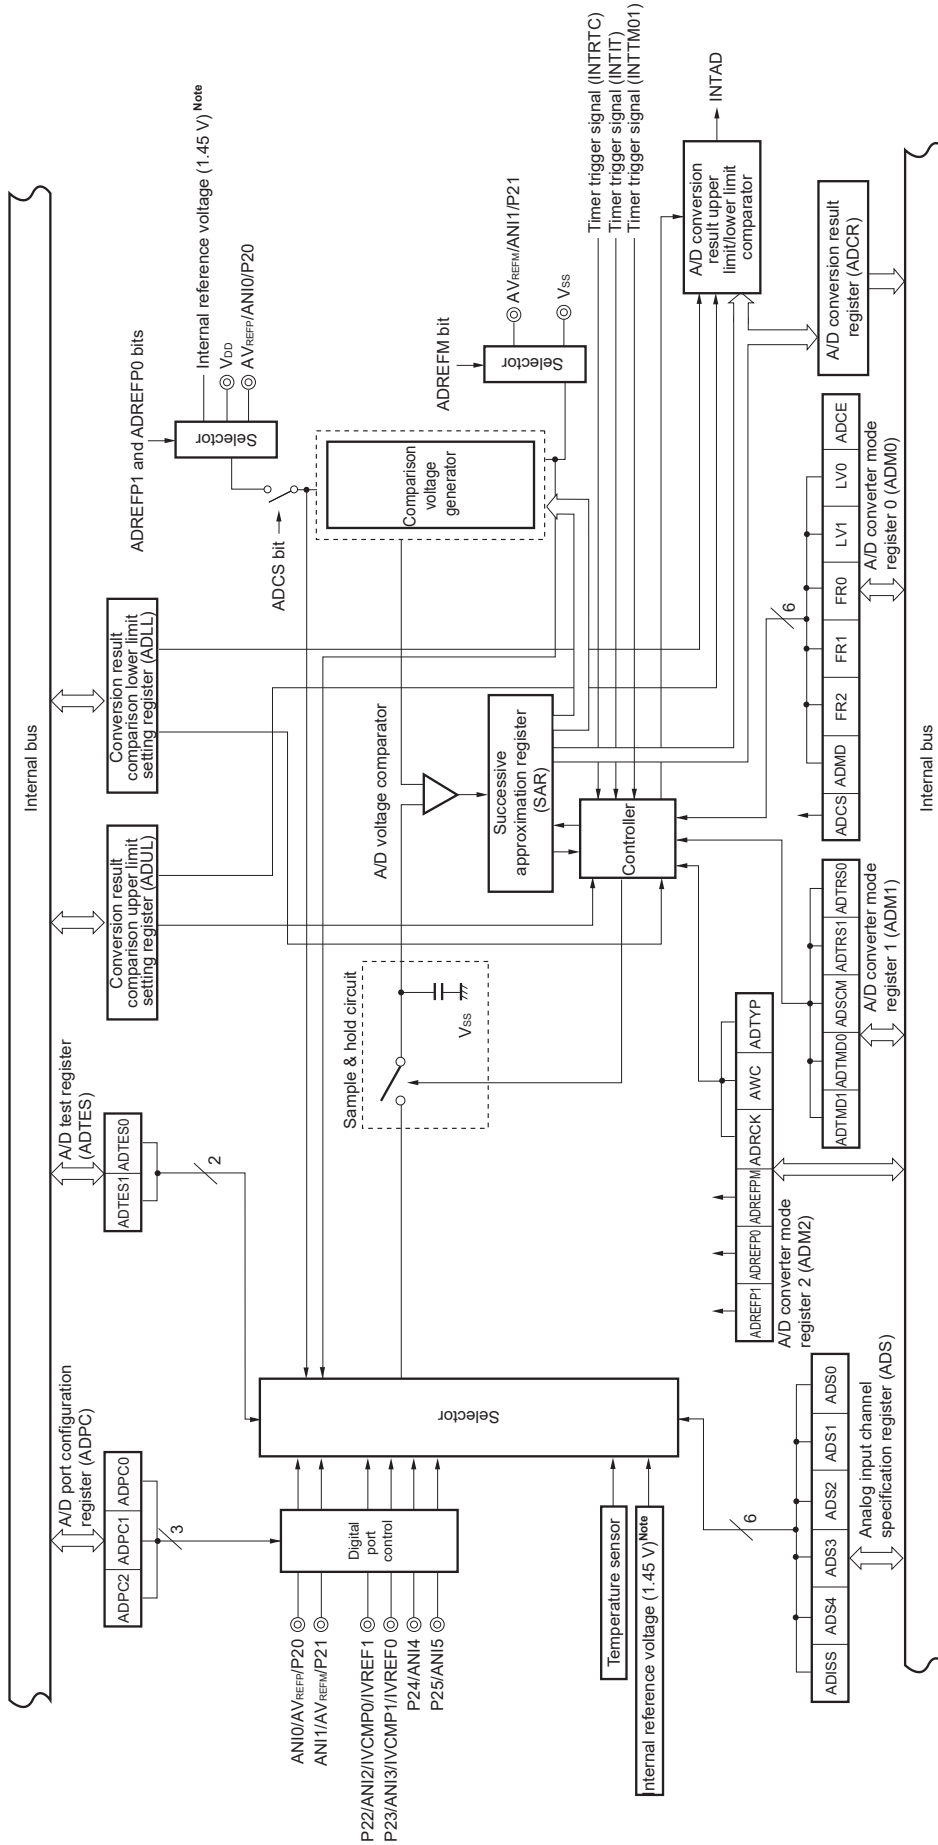 Internal bus
A/D port configuration
register (ADPC)
ADPC2
ADPC1
ADPC0
3
A/D test register
(ADTES)
ADTES1
ADTES0
2
Conversion result
comparison upper limit
setting register (ADUL)
Conversion result
comparison lower limit
setting register (ADLL)
ADREFP1 and ADREFP0 bits
Internal reference voltage (1.45 V) Note
VDD
AVREFP/ANI0/P20
Selector
ADCS bit
ANI0/AVREFP/P20
ANI1/AVREFM/P21
P22/ANI2/IVCMP0/IVREF1
P23/ANI3/IVCMP1/IVREF0
P24/ANI4
P25/ANI5
Digital
port
control
Selector
Sample & hold circuit
VSS
A/D voltage comparator
Comparison
voltage
generator
ADREFM bit
Selector
AVREFM/ANI1/P21
VSS
Successive
approximation register
(SAR)
Controller
Timer trigger signal (INTRTC)
Timer trigger signal (INTIT)
Timer trigger signal (INTTM01)
Temperature sensor
Internal reference voltage (1.45 V)Note
A/D conversion
result upper
limit/lower limit
comparator
INTAD
6
6
ADREFP1
ADREFP0
ADREFPM
ADRCK
AWC
ADTYP
A/D converter mode
register 2 (ADM2)
ADISS
ADS4
ADS3
ADS2
ADS1
ADS0
Analog input channel
specification register (ADS)
ADTMD1
ADTMD0
ADSCM
ADTRS1
ADTRS0
A/D converter mode
register 1 (ADM1)
ADCS
ADMD
FR2
FR1
FR0
LV1
LV0
ADCE
A/D converter mode
register 0 (ADM0)
A/D conversion result
register (ADCR)
Internal bus